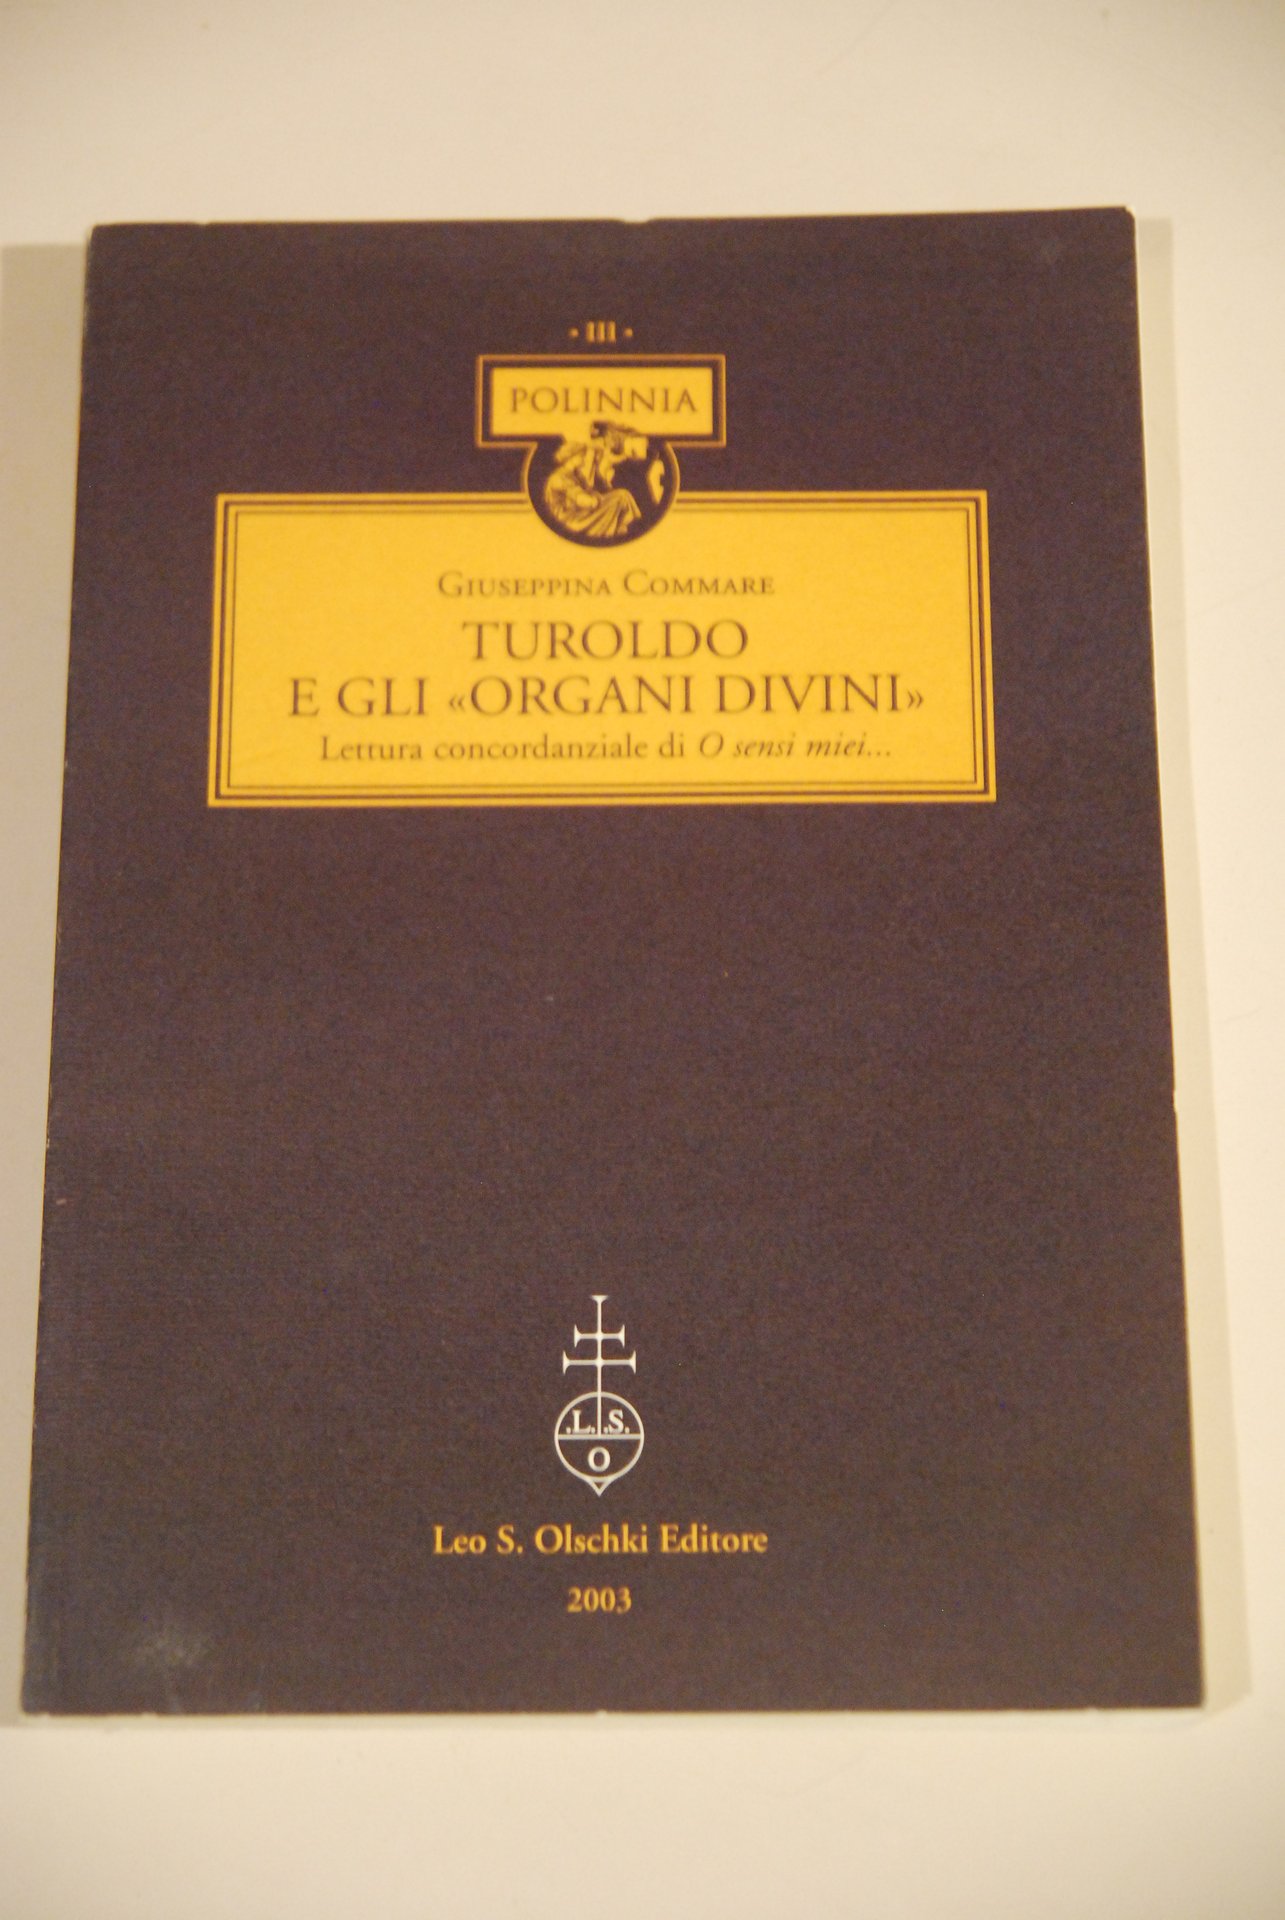 · III ·
POLINNIA
GIUSEPPINA COMMARE
TUROLDO
E GLI «ORGANI DIVINI»
Lettura concordanziale di O sensi miei...
.L. .S.
O
Leo S. Olschki Editore
2003